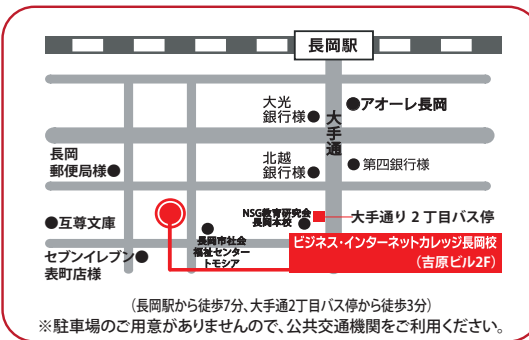 長岡駅
大手通
大光
銀行様●
●アオーレ長岡
北越
銀行様●
●第四銀行様
長岡
郵便局様●
●互尊文庫
セブンイレブン●
表町店様
長岡市社会
福祉センター
トモシア
NSG教育研究会
長岡本校
大手通り 2 丁目バス停
ビジネス・インターネットカレッジ長岡校
(吉原ビル2F)
(長岡駅から徒歩7分、大手通2丁目バス停から徒歩3分)
※駐車場のご用意がありませんので、公共交通機関をご利用ください。